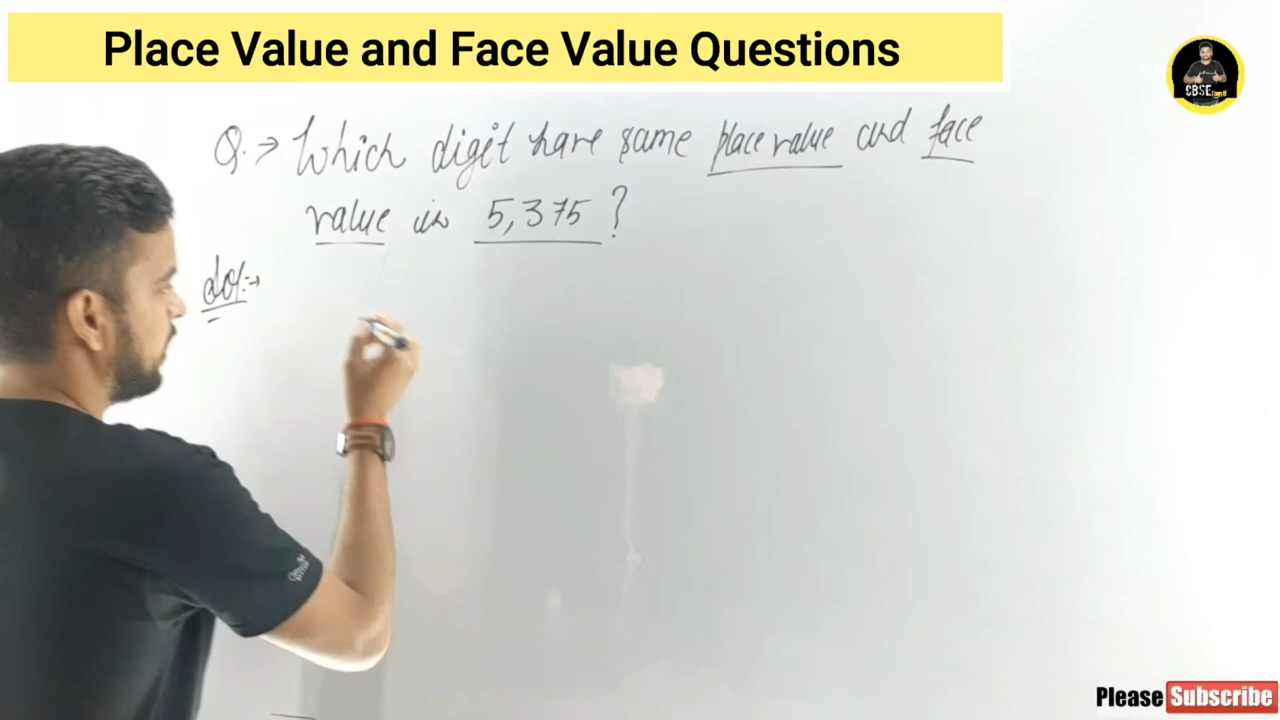 Place Value and Face Value Questions
CBSE
Q.→ Which digit have same place value and face
value in 5,375?
Sol:→
Please Subscribe